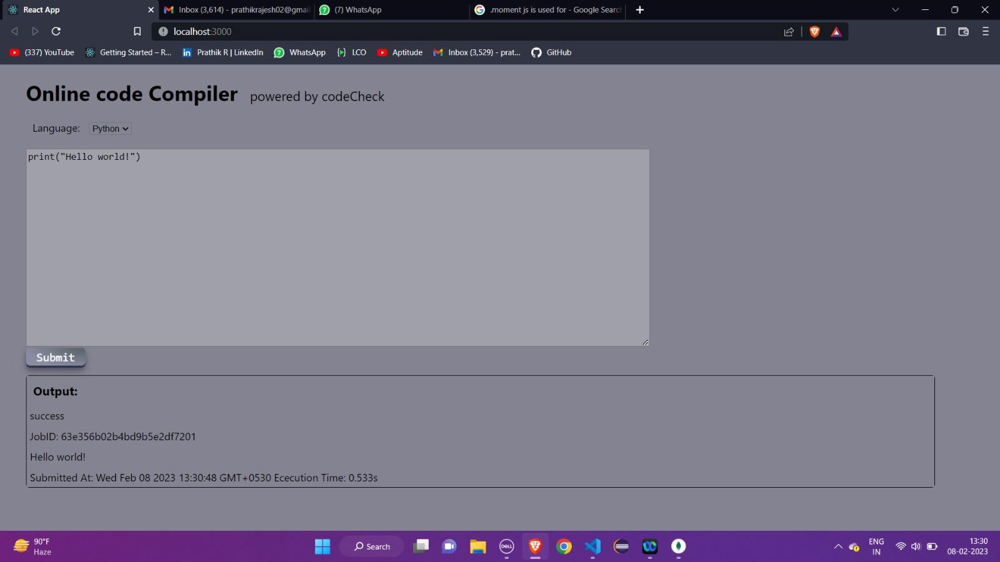 React App
Inbox (3,614) - prathikrajesh02@gmail
(7) WhatsApp
.moment js is used for - Google Searc
localhost:3000
(337) YouTube
Getting Started – R...
Prathik R | LinkedIn
WhatsApp
LCO
Aptitude
Inbox (3,529) - prat...
GitHub
Online code Compiler powered by codeCheck
Language: Python
print("Hello world!")
Submit
Output:
success
JobID: 63e356b02b4bd9b5e2df7201
Hello world!
Submitted At: Wed Feb 08 2023 13:30:48 GMT+0530 Ececution Time: 0.533s
90°F
Haze
Search
DELL
ENG
IN
13:30
08-02-2023